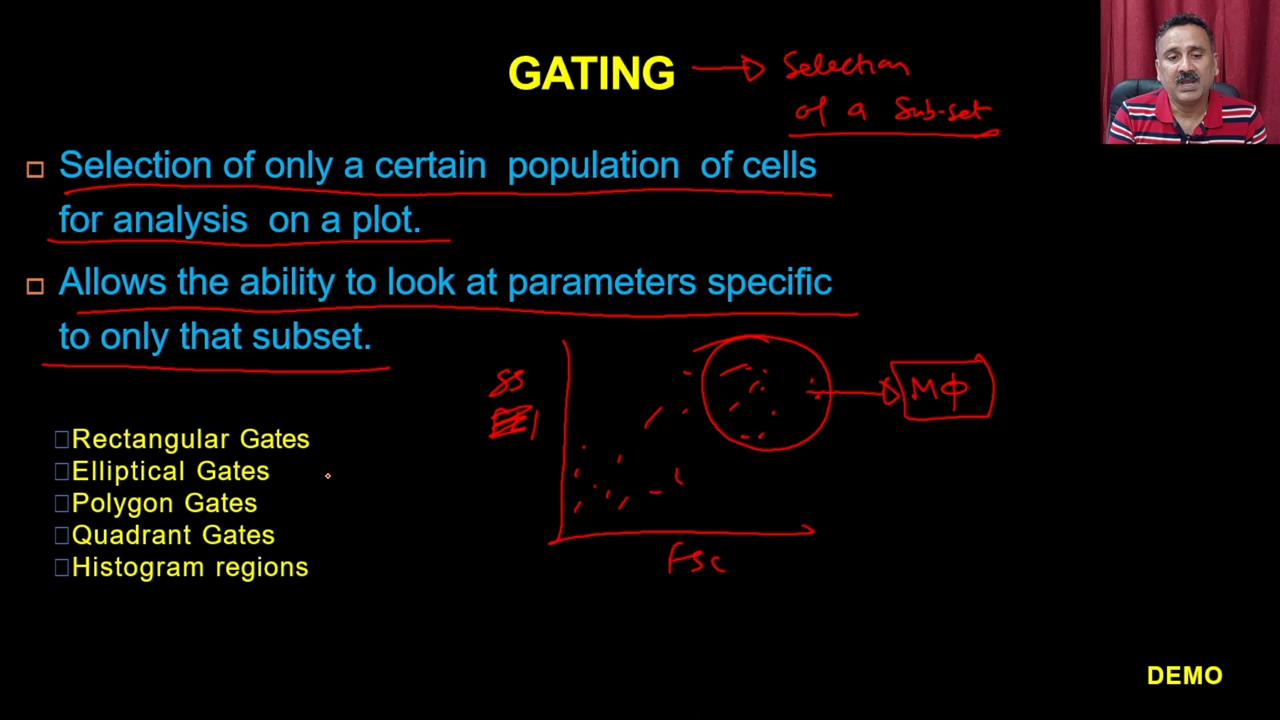 GATING → Selection
of a Sub-set
Selection of only a certain population of cells
for analysis on a plot.
Allows the ability to look at parameters specific
to only that subset.
SS
MΦ
Rectangular Gates
Elliptical Gates
Polygon Gates
Quadrant Gates
Histogram regions
FSC
DEMO